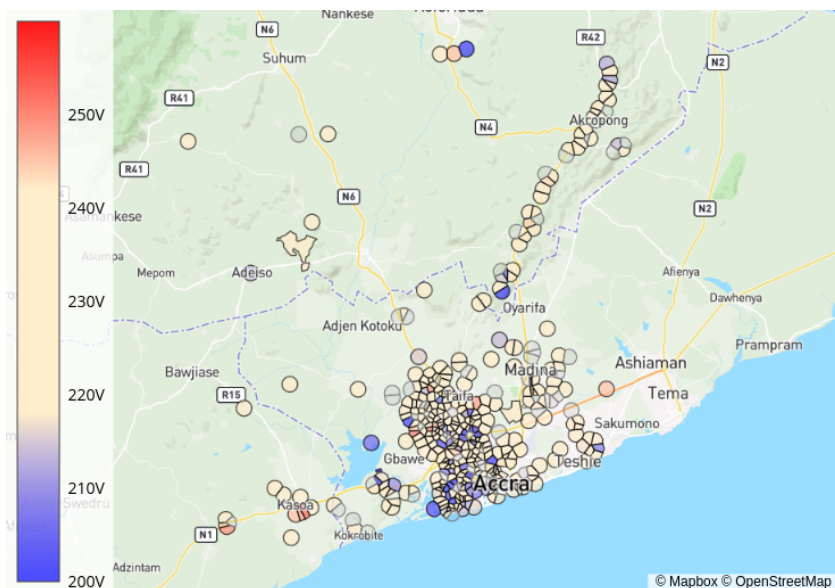 Nankese
N6
R42
N2
Suhum
250V
R41
N4
Akropong
R41
240V
N6
N2
Asamankese
Asumpa
Mepom
Adeiso
Afienya
230V
Dawhenya
Oyarifa
Adjen Kotoku
Prampram
Bawjiase
Madina
Ashiaman
220V
R15
Taifa
Tema
Sakumono
Gbawe
Teshie
210V
Accra
Swedru
Kasoa
N1
Kokrobite
Adzintam
200V
© Mapbox © OpenStreetMap